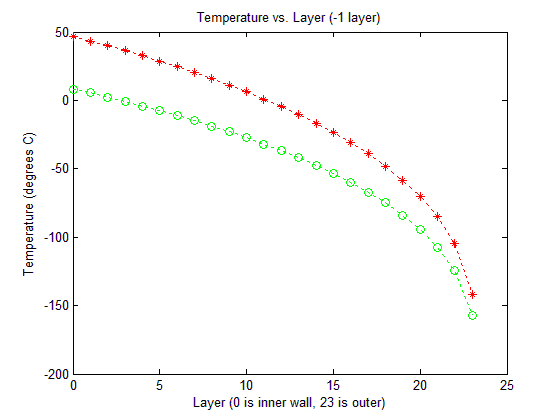 Temperature vs. Layer (-1 layer)
50
0
-50
-100
-150
-200
Temperature (degrees C)
0 5 10 15 20 25
Layer (0 is inner wall, 23 is outer)